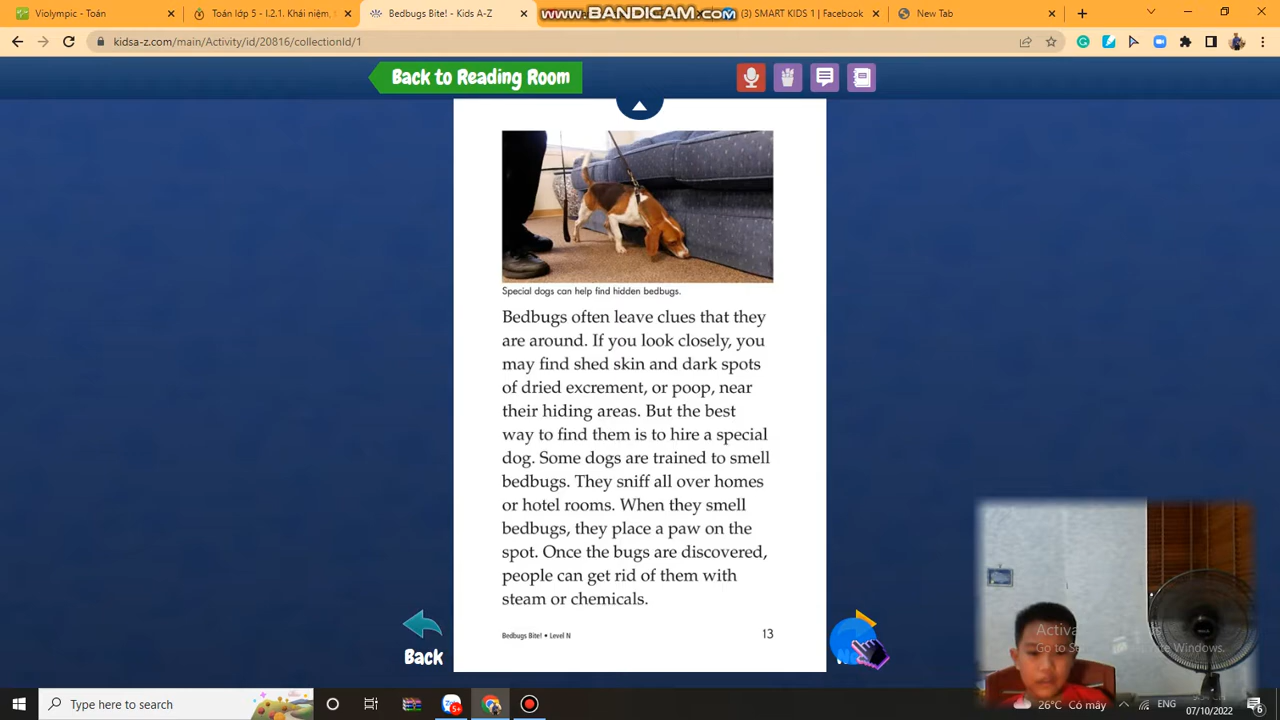 Violympic - Toán
Toán lớp 5 - I.2.1. Khái niệm, t
Bedbugs Bite! - Kids A-Z
WWW.BANDICAM.COM
(3) SMART KIDS 1 | Facebook
New Tab
kidsa-z.com/main/Activity/id/20816/collectionId/1
Back to Reading Room
Special dogs can help find hidden bedbugs.
Bedbugs often leave clues that they
are around. If you look closely, you
may find shed skin and dark spots
of dried excrement, or poop, near
their hiding areas. But the best
way to find them is to hire a special
dog. Some dogs are trained to smell
bedbugs. They sniff all over homes
or hotel rooms. When they smell
bedbugs, they place a paw on the
spot. Once the bugs are discovered,
people can get rid of them with
steam or chemicals.
Bedbugs Bite! • Level N
13
Back
Type here to search
26°C Có mây
ENG
07/10/2022
6